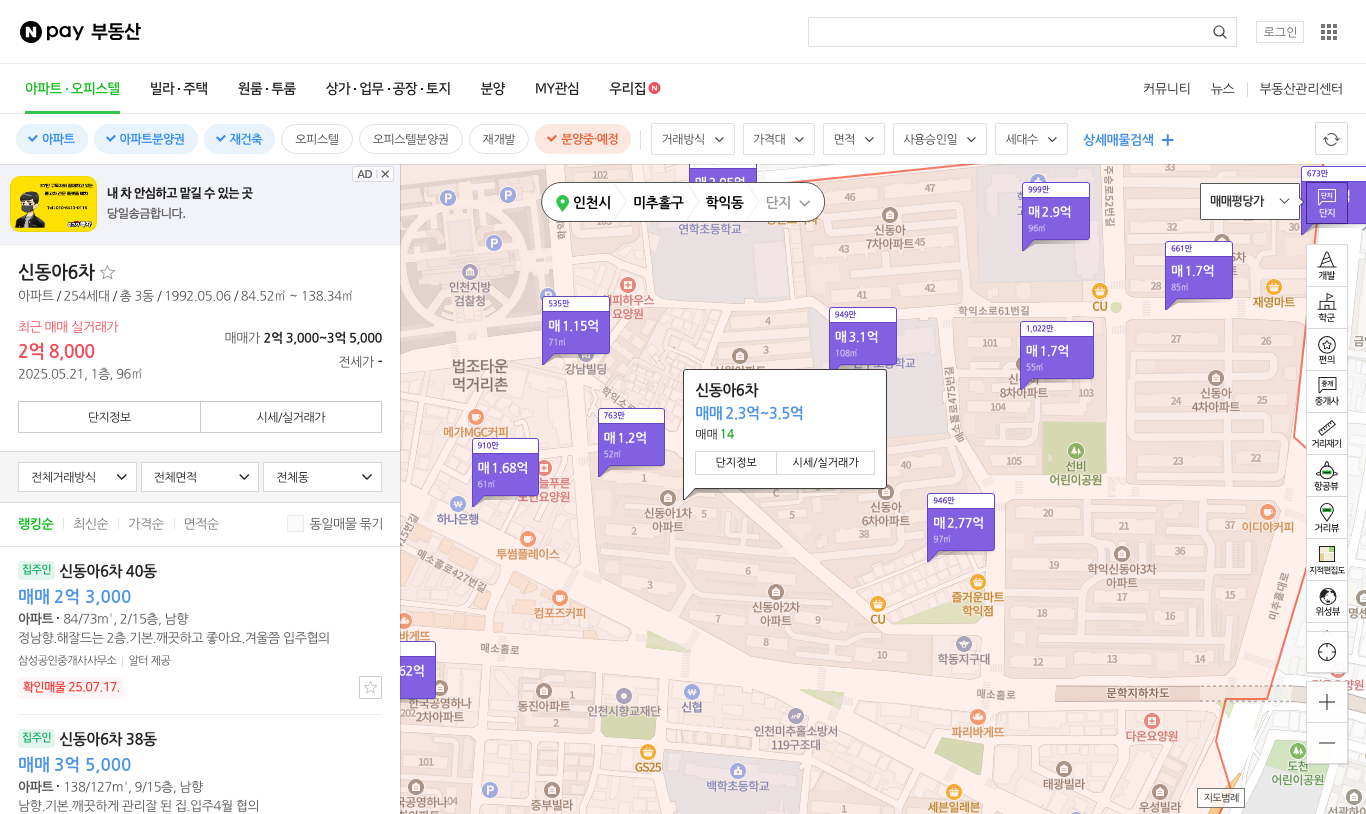 N pay 부동산
로그인
아파트 · 오피스텔
빌라 · 주택
원룸 · 투룸
상가 · 업무 · 공장 · 토지
분양
MY관심
우리집 N
커뮤니티
뉴스
부동산관리센터
아파트
아파트분양권
재건축
오피스텔
오피스텔분양권
재개발
분양중·예정
거래방식
가격대
면적
사용승인일
세대수
상세매물검색
AD
내 차 안심하고 맡길 수 있는 곳
당일송금합니다.
신동아6차
아파트 / 254세대 / 총 3동 / 1992.05.06 / 84.52㎡ ~ 138.34㎡
최근 매매 실거래가
2억 8,000
2025.05.21, 1층, 96㎡
매매가 2억 3,000~3억 5,000
전세가 -
단지정보
시세/실거래가
전체거래방식
전체면적
전체동
랭킹순
최신순
가격순
면적순
동일매물 묶기
집주인 신동아6차 40동
매매 2억 3,000
아파트 · 84/73㎡, 2/15층, 남향
정남향.해잘드는 2층.기본.깨끗하고 좋아요.겨울쯤 입주협의
삼성공인중개사사무소
알터 제공
확인매물 25.07.17.
집주인 신동아6차 38동
매매 3억 5,000
아파트 · 138/127㎡, 9/15층, 남향
남향.기본.깨끗하게 관리잘 된 집.입주4월 협의
인천시
미추홀구
학익동
단지
연학초등학교
신동아
7차아파트
46
47
44
43
45
41
42
999만
매2.9억
96㎡
673만
매매평당가
단지
단지
661만
매1.7억
85㎡
재영마트
CU
학익소로61번길
인천지방
검찰청
535만
매1.15억
71㎡
강남빌딩
법조타운
먹거리촌
949만
매3.1억
108㎡
1,022만
매1.7억
55㎡
101
102
103
104
105
8차아파트
신동아
4차아파트
21
22
23
24
25
26
27
신동아6차
매매 2.3억~3.5억
매매 14
단지정보
시세/실거래가
763만
매1.2억
52㎡
메가MGC커피
910만
매1.68억
61㎡
하나은행
투썸플레이스
매소홀로427번길
매소홀로475번길
컴포즈커피
신동아1차
아파트
신동아
6차아파트
40
38
946만
매2.77억
97㎡
선비
어린이공원
이디야커피
학익신동아3차
아파트
20
21
37
36
19
16
17
18
15
12
13
14
신동아2차
아파트
즐거운마트
학익점
CU
학동지구대
매소홀로
매소홀로
문학지하차도
미추홀대로
한국공영하나
2차아파트
동진아파트
인천시향교재단
신협
인천미추홀소방서
119구조대
파리바게뜨
다온요양원
GS25
백학초등학교
중부빌라
세븐일레븐
태광빌라
우성빌라
도천
어린이공원
지도범례
개발
학군
편의
중개
중개사
거리재기
항공뷰
거리뷰
지적편집도
위성뷰